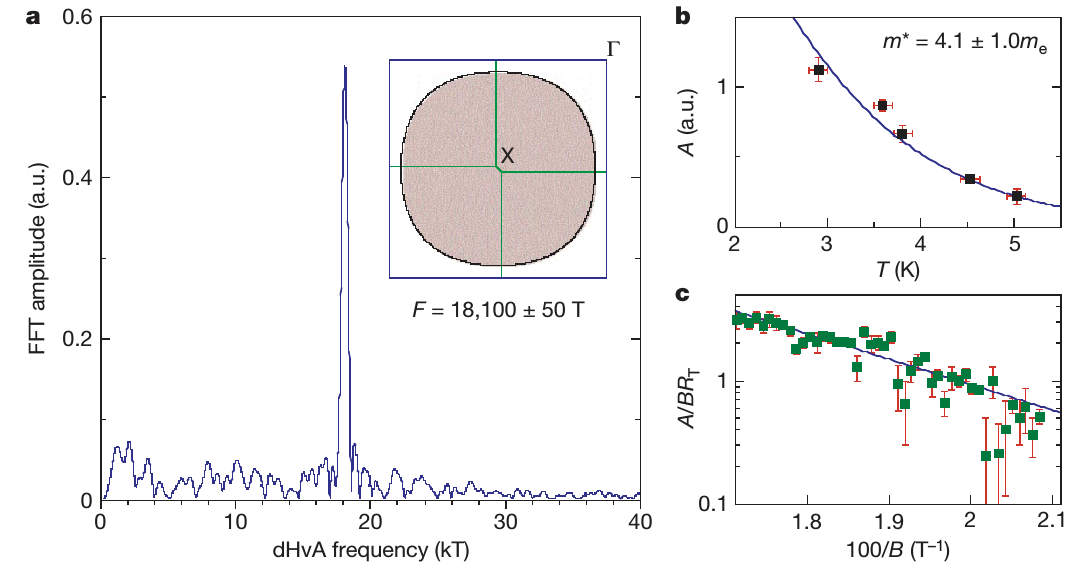 a
0.6
0.4
0.2
0
FFT amplitude (a.u.)
0 10 20 30 40
dHvA frequency (kT)
Γ
X
F = 18,100 ± 50 T
b
m* = 4.1 ± 1.0mₑ
1
0
A (a.u.)
2 3 4 5
T (K)
c
1
0.1
A/BR_T
1.8 1.9 2 2.1
100/B (T⁻¹)